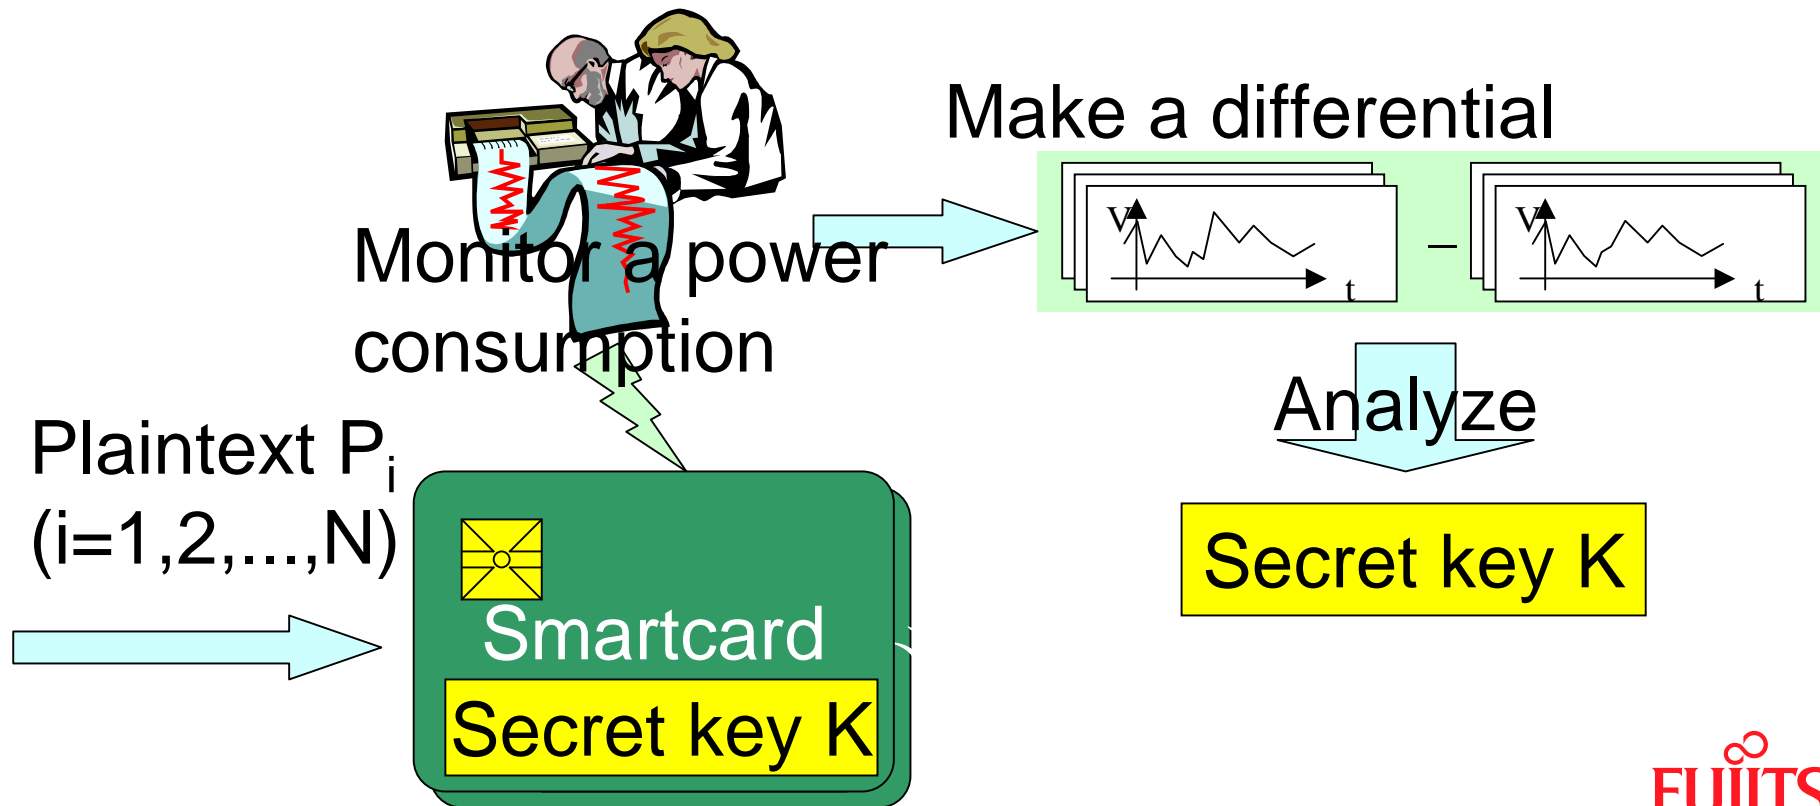 Make a differential
V
t
−
V
t
Monitor a power
consumption
Analyze
Plaintext Pi
(i=1,2,...,N)
Secret key K
Smartcard
Secret key K